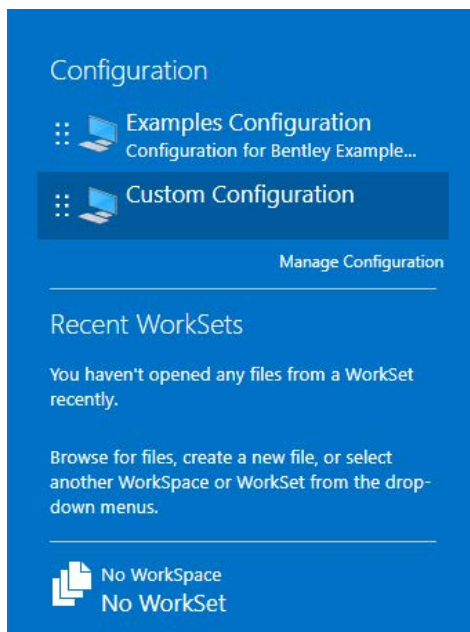 Configuration
Examples Configuration
Configuration for Bentley Example...
Custom Configuration
Manage Configuration
Recent WorkSets
You haven't opened any files from a WorkSet
recently.
Browse for files, create a new file, or select
another WorkSpace or WorkSet from the drop-
down menus.
No WorkSpace
No WorkSet